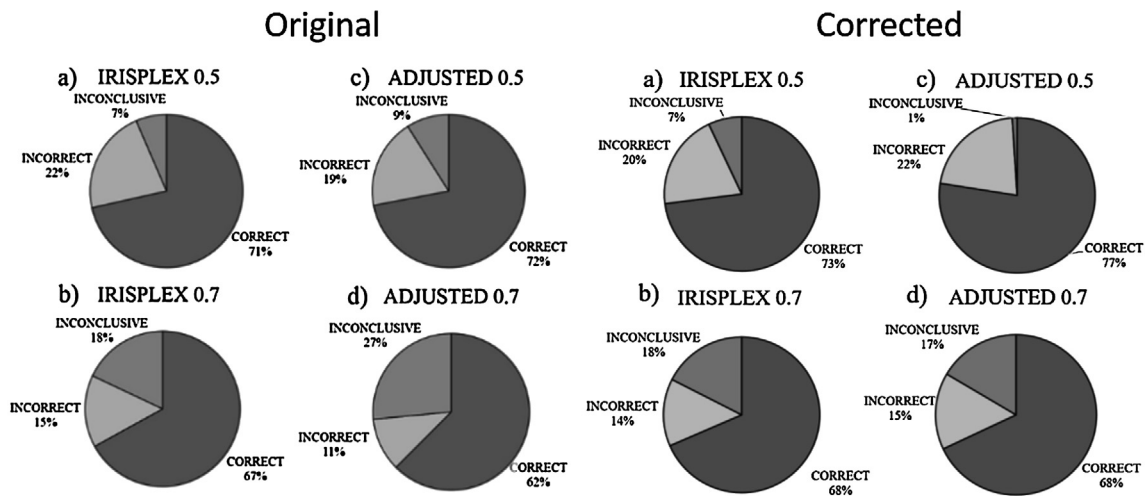 Original
Corrected
a) IRISPLEX 0.5
INCONCLUSIVE
7%
INCORRECT
22%
CORRECT
71%
c) ADJUSTED 0.5
INCONCLUSIVE
9%
INCORRECT
19%
CORRECT
72%
b) IRISPLEX 0.7
INCONCLUSIVE
18%
INCORRECT
15%
CORRECT
67%
d) ADJUSTED 0.7
INCONCLUSIVE
27%
INCORRECT
11%
CORRECT
62%
a) IRISPLEX 0.5
INCONCLUSIVE
7%
INCORRECT
20%
CORRECT
73%
c) ADJUSTED 0.5
INCONCLUSIVE
1%
INCORRECT
22%
CORRECT
77%
b) IRISPLEX 0.7
INCONCLUSIVE
18%
INCORRECT
14%
CORRECT
68%
d) ADJUSTED 0.7
INCONCLUSIVE
17%
INCORRECT
15%
CORRECT
68%